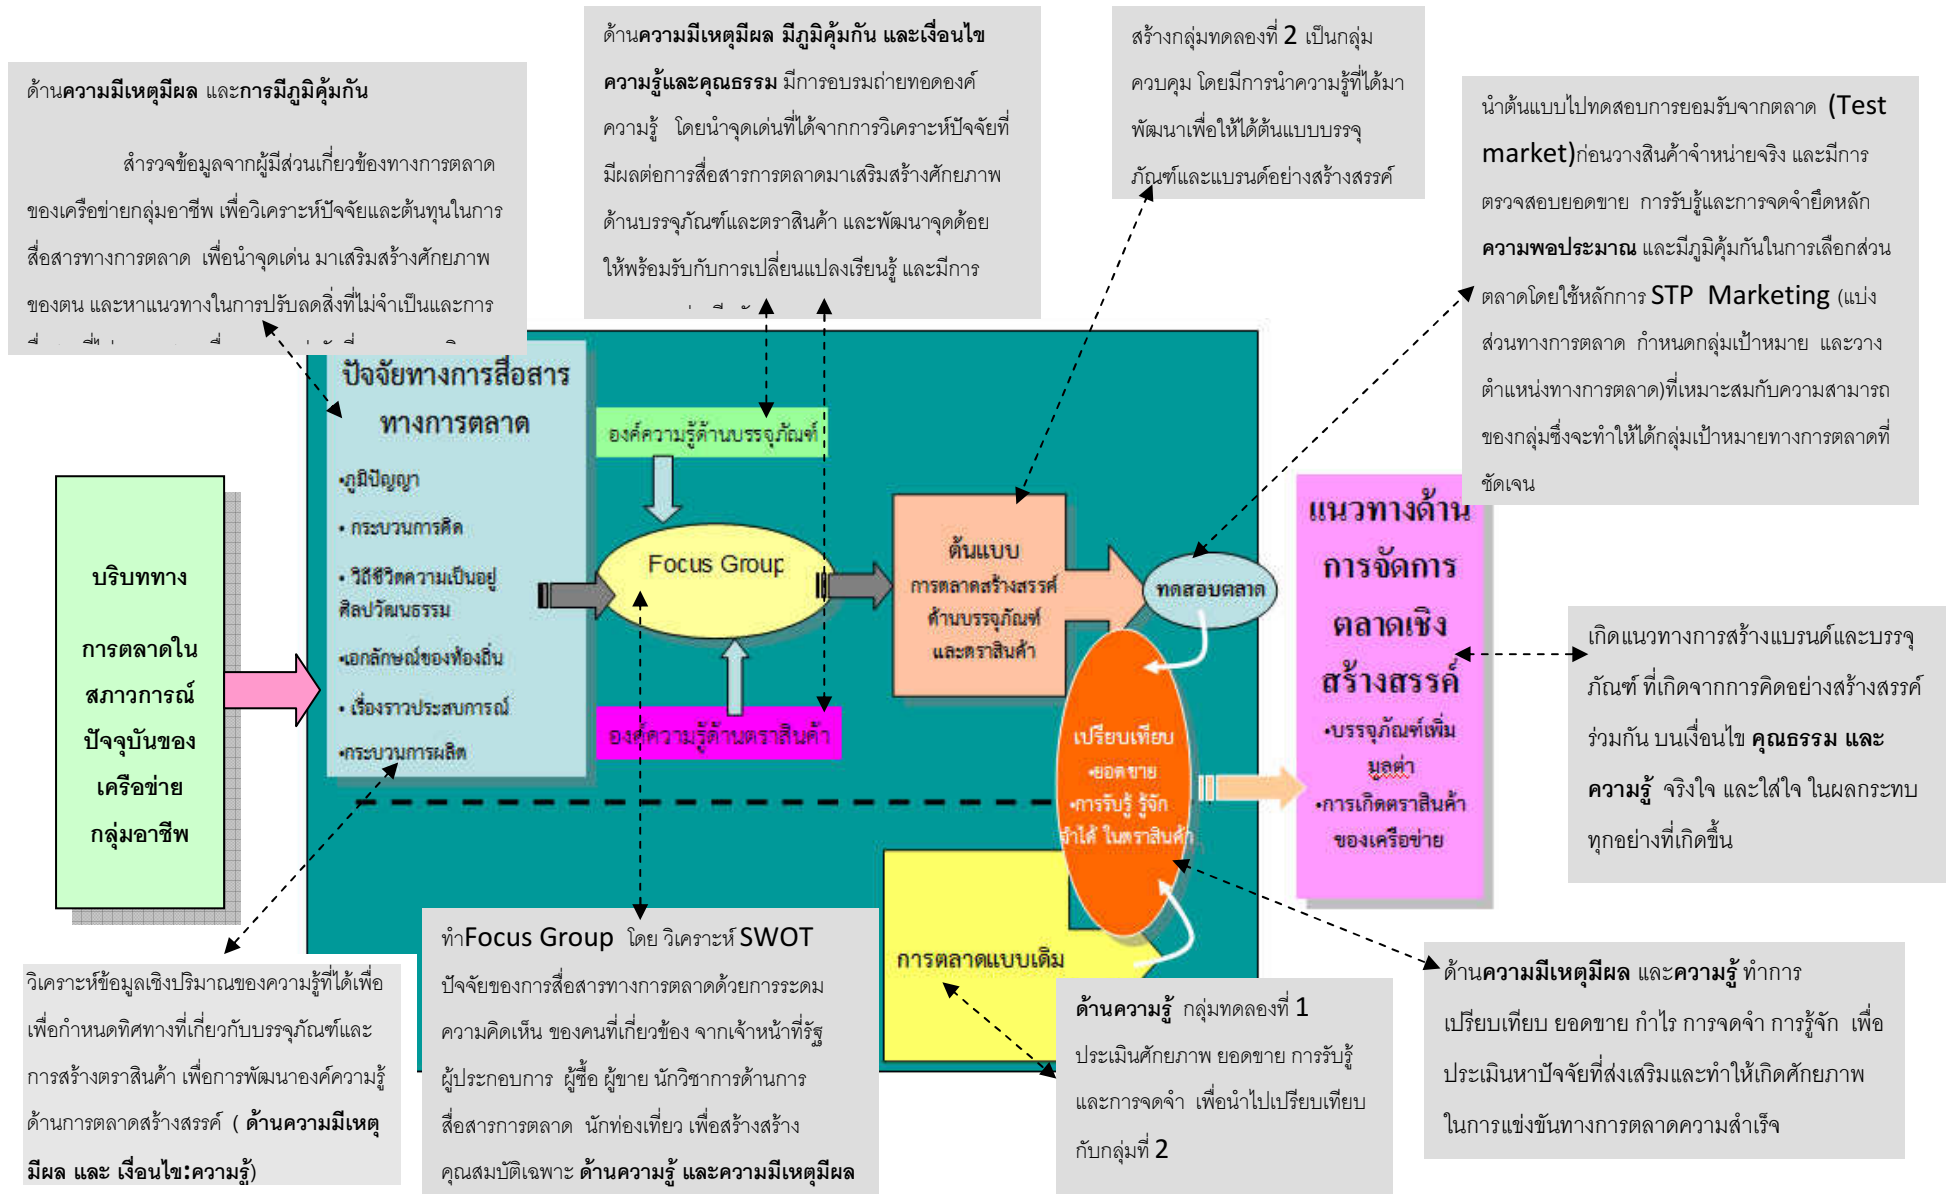 ด้านความมีเหตุมีผล และการมีภูมิคุ้มกัน
สำรวจข้อมูลจากผู้มีส่วนเกี่ยวข้องทางการตลาด
ของเครือข่ายกลุ่มอาชีพ เพื่อวิเคราะห์ปัจจัยและต้นทุนในการ
สื่อสารทางการตลาด เพื่อนำจุดเด่น มาเสริมสร้างศักยภาพ
ของตน และหาแนวทางในการปรับลดสิ่งที่ไม่จำเป็นและการ
ด้านความมีเหตุมีผล มีภูมิคุ้มกัน และเงื่อนไข
ความรู้และคุณธรรม มีการอบรมถ่ายทอดองค์
ความรู้ โดยนำจุดเด่นที่ได้จากการวิเคราะห์ปัจจัยที่
มีผลต่อการสื่อสารการตลาดมาเสริมสร้างศักยภาพ
ด้านบรรจุภัณฑ์และตราสินค้า และพัฒนาจุดด้อย
ให้พร้อมรับกับการเปลี่ยนแปลงเรียนรู้ และมีการ
สร้างกลุ่มทดลองที่ 2 เป็นกลุ่ม
ควบคุม โดยมีการนำความรู้ที่ได้มา
พัฒนาเพื่อให้ได้ต้นแบบบรรจุ
ภัณฑ์และแบรนด์อย่างสร้างสรรค์
นำต้นแบบไปทดสอบการยอมรับจากตลาด (Test
market)ก่อนวางสินค้าจำหน่ายจริง และมีการ
ตรวจสอบยอดขาย การรับรู้และการจดจำยึดหลัก
ความพอประมาณ และมีภูมิคุ้มกันในการเลือกส่วน
ตลาดโดยใช้หลักการ STP Marketing (แบ่ง
ส่วนทางการตลาด กำหนดกลุ่มเป้าหมาย และวาง
ตำแหน่งทางการตลาด)ที่เหมาะสมกับความสามารถ
ของกลุ่มซึ่งจะทำให้ได้กลุ่มเป้าหมายทางการตลาดที่
ชัดเจน
บริบททาง
การตลาดใน
สภาวการณ์
ปัจจุบันของ
เครือข่าย
กลุ่มอาชีพ
ปัจจัยทางการสื่อสาร
ทางการตลาด
•ภูมิปัญญา
• กระบวนการคิด
• วิถีชีวิตความเป็นอยู่
ศิลปวัฒนธรรม
•เอกลักษณ์ของท้องถิ่น
• เรื่องราวประสบการณ์
•กระบวนการผลิต
องค์ความรู้ด้านบรรจุภัณฑ์
Focus Group
องค์ความรู้ด้านตราสินค้า
ต้นแบบ
การตลาดสร้างสรรค์
ด้านบรรจุภัณฑ์
และตราสินค้า
ทดสอบตลาด
เปรียบเทียบ
•ยอดขาย
•การรับรู้ รู้จัก
จำได้ ในตราสินค้า
การตลาดแบบเดิม
แนวทางด้าน
การจัดการ
ตลาดเชิง
สร้างสรรค์
•บรรจุภัณฑ์เพิ่ม
มูลค่า
•การเกิดตราสินค้า
ของเครือข่าย
เกิดแนวทางการสร้างแบรนด์และบรรจุ
ภัณฑ์ ที่เกิดจากการคิดอย่างสร้างสรรค์
ร่วมกัน บนเงื่อนไข คุณธรรม และ
ความรู้ จริงใจ และใส่ใจ ในผลกระทบ
ทุกอย่างที่เกิดขึ้น
วิเคราะห์ข้อมูลเชิงปริมาณของความรู้ที่ได้เพื่อ
เพื่อกำหนดทิศทางที่เกี่ยวกับบรรจุภัณฑ์และ
การสร้างตราสินค้า เพื่อการพัฒนาองค์ความรู้
ด้านการตลาดสร้างสรรค์ ( ด้านความมีเหตุ
มีผล และ เงื่อนไข:ความรู้)
ทำFocus Group โดย วิเคราะห์ SWOT
ปัจจัยของการสื่อสารทางการตลาดด้วยการระดม
ความคิดเห็น ของคนที่เกี่ยวข้อง จากเจ้าหน้าที่รัฐ
ผู้ประกอบการ ผู้ซื้อ ผู้ขาย นักวิชาการด้านการ
สื่อสารการตลาด นักท่องเที่ยว เพื่อสร้างสร้าง
คุณสมบัติเฉพาะ ด้านความรู้ และความมีเหตุมีผล
ด้านความรู้ กลุ่มทดลองที่ 1
ประเมินศักยภาพ ยอดขาย การรับรู้
และการจดจำ เพื่อนำไปเปรียบเทียบ
กับกลุ่มที่ 2
ด้านความมีเหตุมีผล และความรู้ ทำการ
เปรียบเทียบ ยอดขาย กำไร การจดจำ การรู้จัก เพื่อ
ประเมินหาปัจจัยที่ส่งเสริมและทำให้เกิดศักยภาพ
ในการแข่งขันทางการตลาดความสำเร็จ